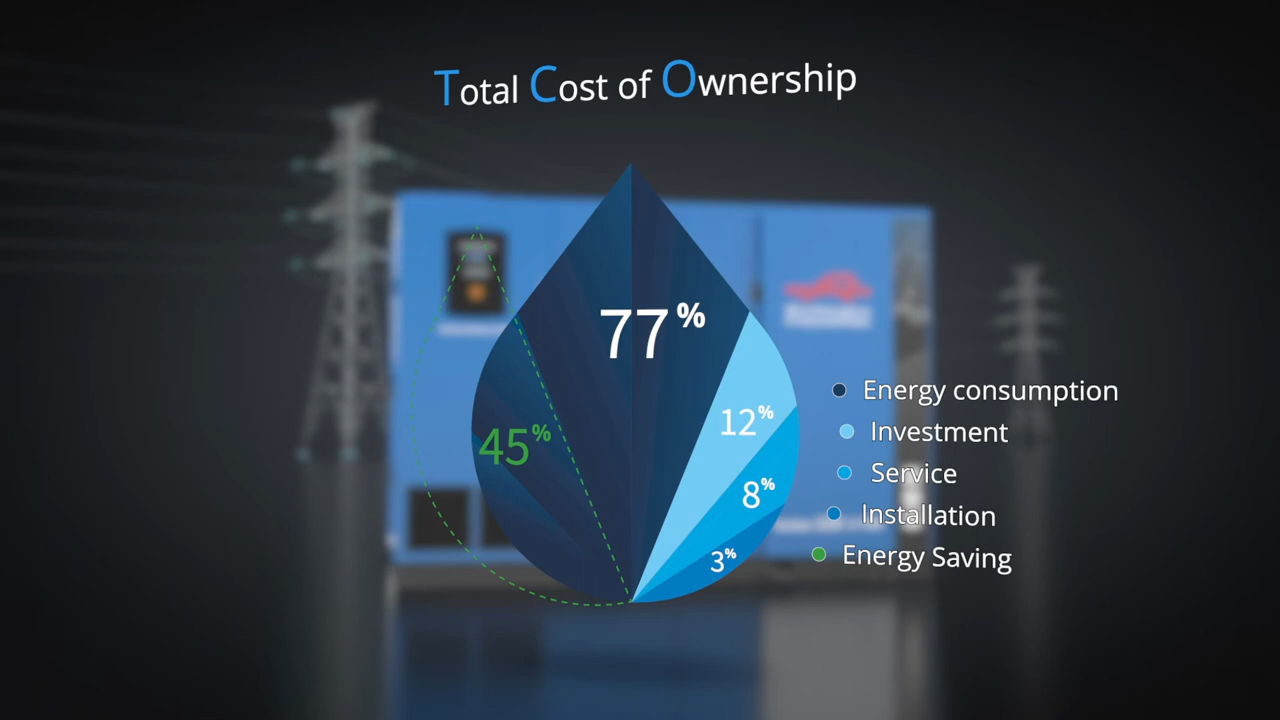 Total Cost of Ownership
77%
45%
12%
8%
3%
Energy consumption
Investment
Service
Installation
Energy Saving